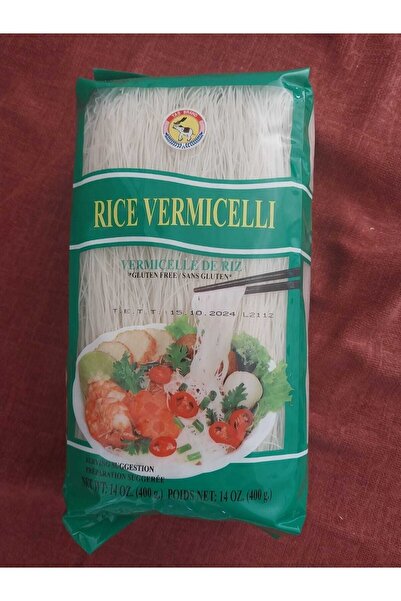 RICE VERMICELLI
VERMICELLE DE RIZ
*GLUTEN FREE / SANS GLUTEN*
T.E.T.T. 15.10.2024 L2112
SERVING SUGGESTION
PRÉPARATION SUGGERÉE
NET WT: 14 OZ. (400 g.) POIDS NET: 14 OZ. (400 g.)